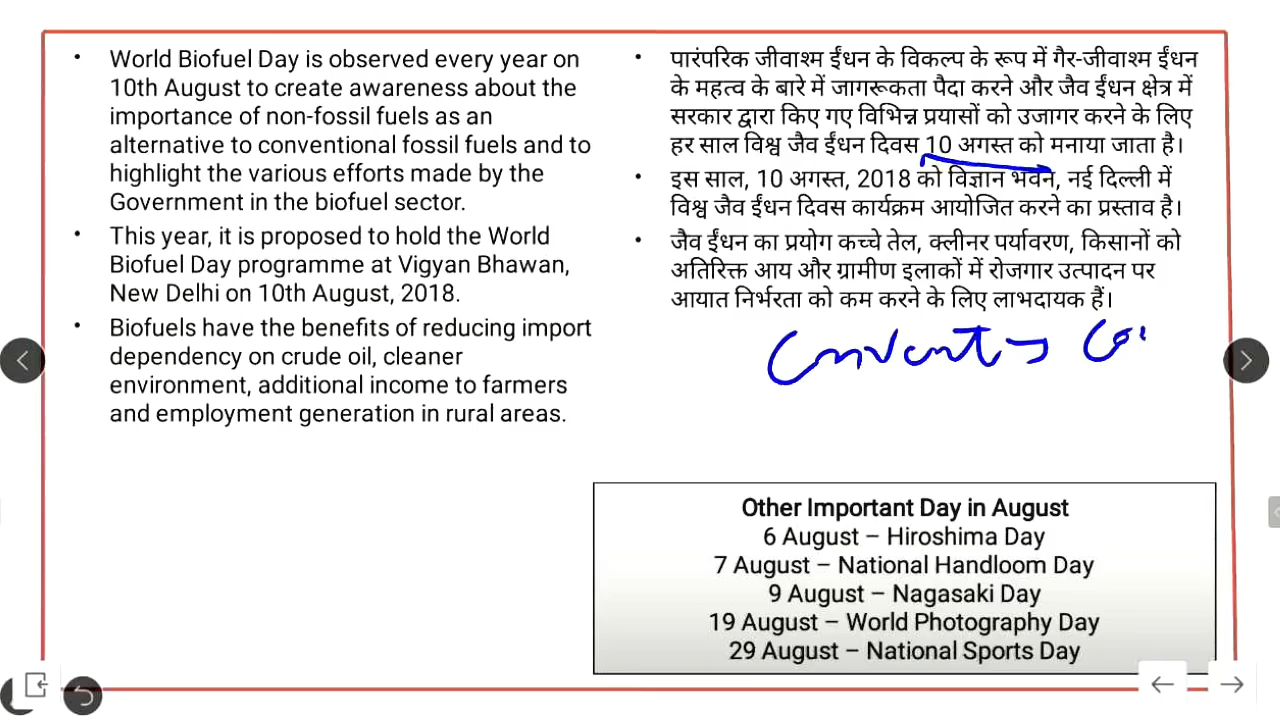 • World Biofuel Day is observed every year on
10th August to create awareness about the
importance of non-fossil fuels as an
alternative to conventional fossil fuels and to
highlight the various efforts made by the
Government in the biofuel sector.
• This year, it is proposed to hold the World
Biofuel Day programme at Vigyan Bhawan,
New Delhi on 10th August, 2018.
• Biofuels have the benefits of reducing import
dependency on crude oil, cleaner
environment, additional income to farmers
and employment generation in rural areas.
• पारंपरिक जीवाश्म ईंधन के विकल्प के रूप में गैर-जीवाश्म ईंधन
के महत्व के बारे में जागरूकता पैदा करने और जैव ईंधन क्षेत्र में
सरकार द्वारा किए गए विभिन्न प्रयासों को उजागर करने के लिए
हर साल विश्व जैव ईंधन दिवस 10 अगस्त को मनाया जाता है।
• इस साल, 10 अगस्त, 2018 को विज्ञान भवन, नई दिल्ली में
विश्व जैव ईंधन दिवस कार्यक्रम आयोजित करने का प्रस्ताव है।
• जैव ईंधन का प्रयोग कच्चे तेल, क्लीनर पर्यावरण, किसानों को
अतिरिक्त आय और ग्रामीण इलाकों में रोजगार उत्पादन पर
आयात निर्भरता को कम करने के लिए लाभदायक हैं।
Other Important Day in August
6 August – Hiroshima Day
7 August – National Handloom Day
9 August – Nagasaki Day
19 August – World Photography Day
29 August – National Sports Day